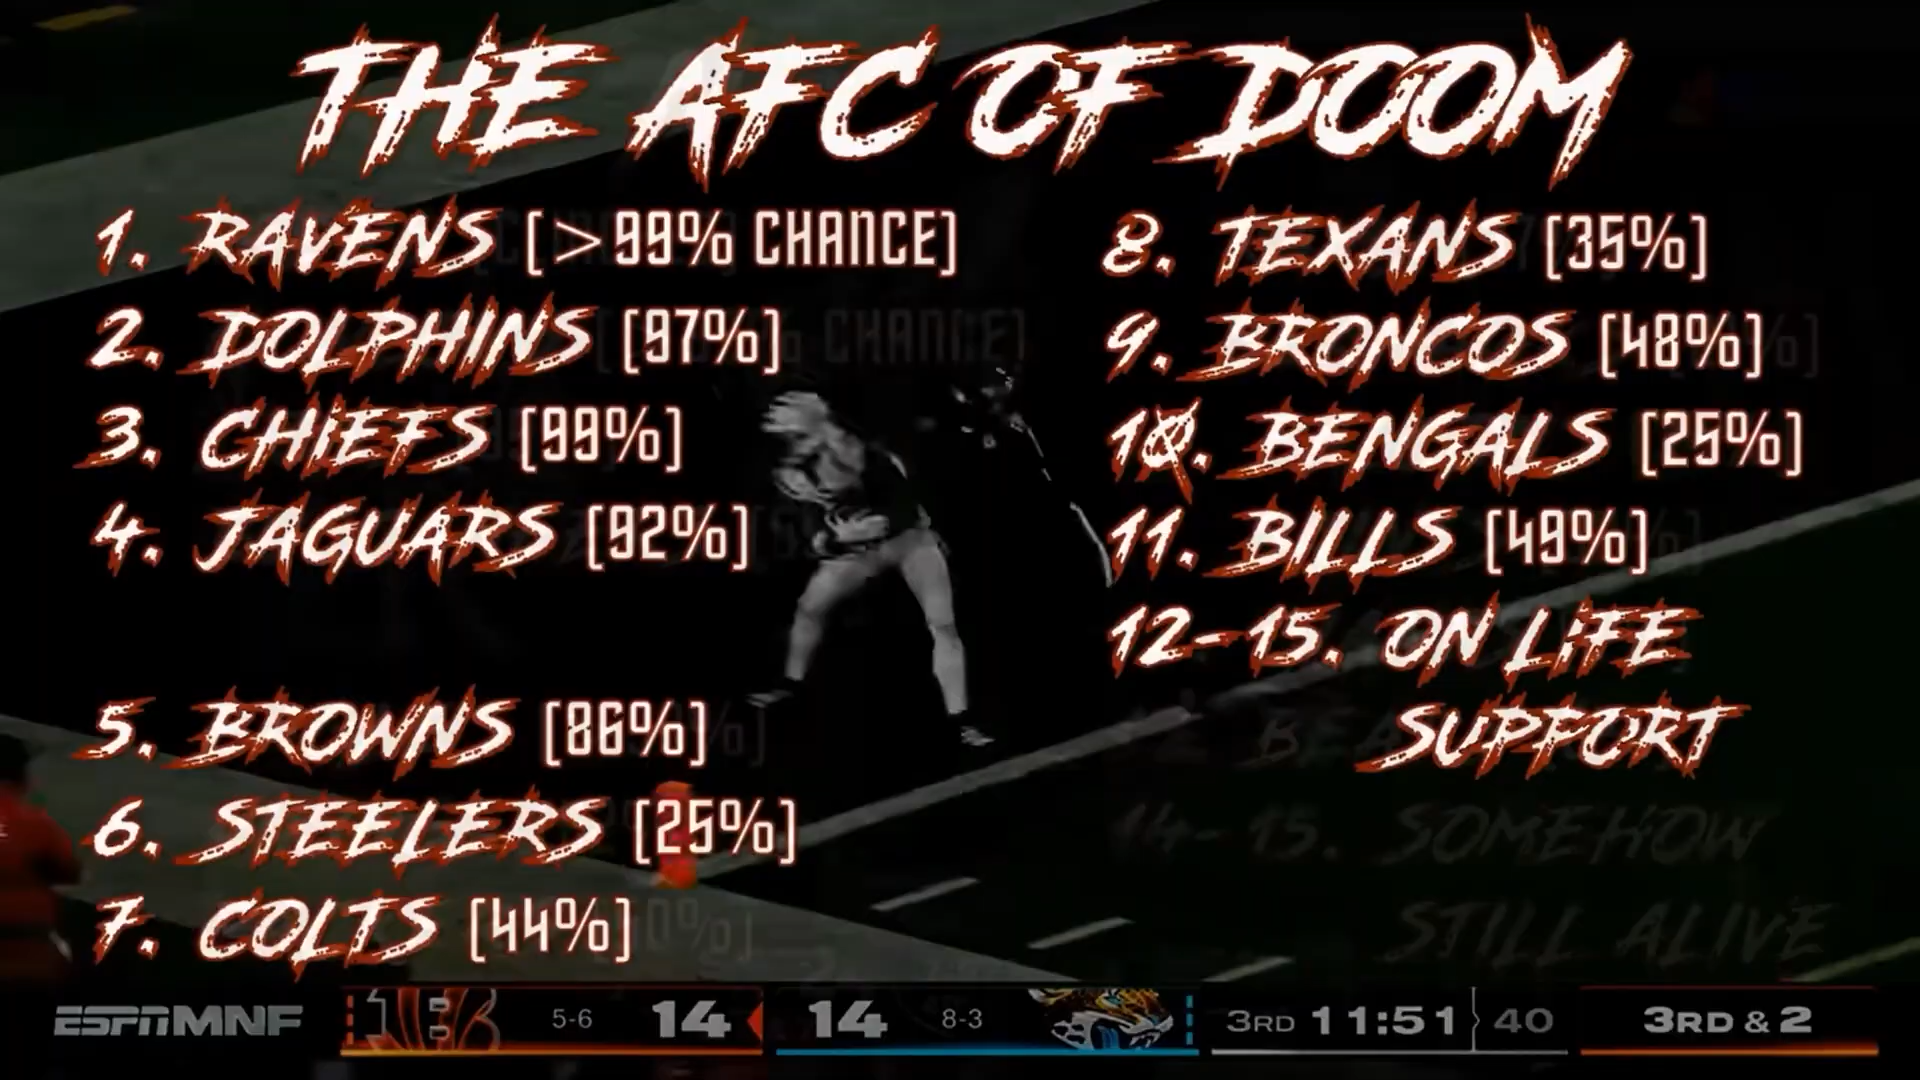 THE AFC OF DOOM
1. RAVENS [>99% CHANCE]
2. DOLPHINS [97%]
3. CHIEFS [99%]
4. JAGUARS [92%]
5. BROWNS [86%]
6. STEELERS [25%]
7. COLTS [44%]
8. TEXANS [35%]
9. BRONCOS [48%]
10. BENGALS [25%]
11. BILLS [49%]
12-15. ON LIFE
SUPPORT
14-15. SOMEHOW
STILL ALIVE
ESPN MNF 5-6 14 14 8-3 3RD 11:51 40 3RD & 2